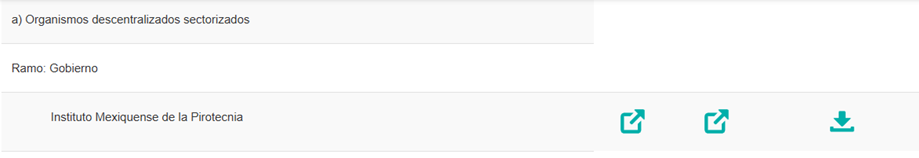 a) Organismos descentralizados sectorizados
Ramo: Gobierno
Instituto Mexiquense de la Pirotecnia